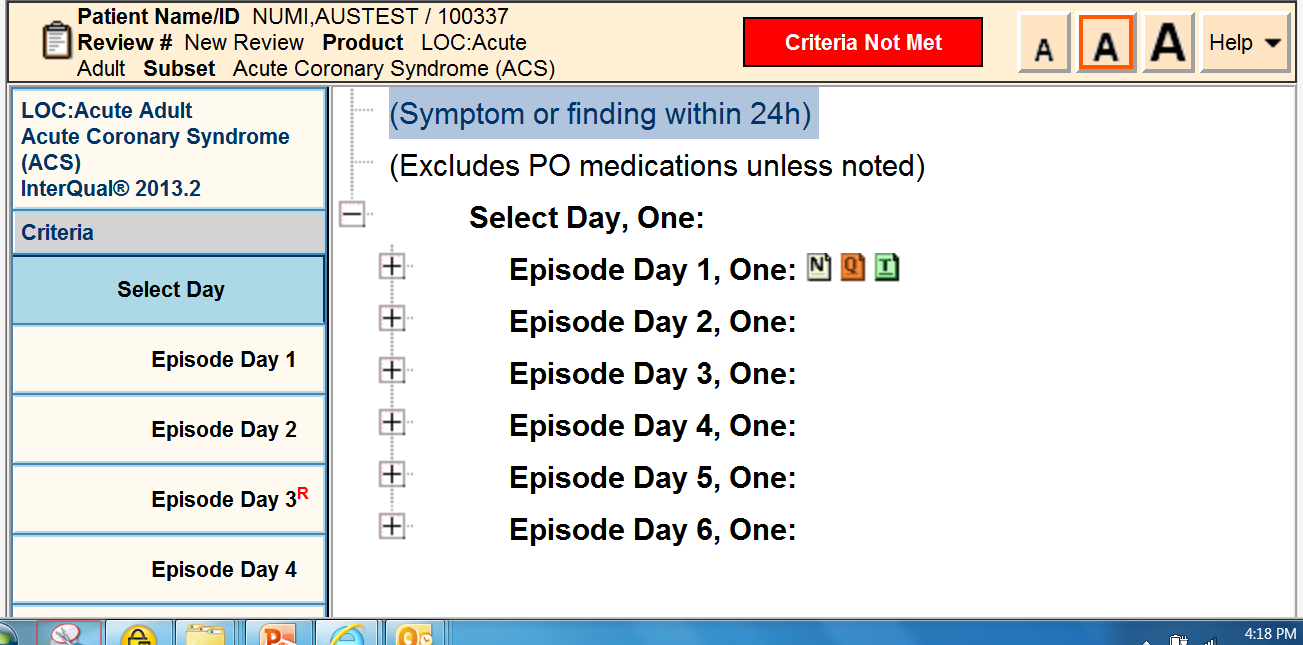 Patient Name/ID NUMI,AUSTEST / 100337
Review # New Review Product LOC:Acute
Adult Subset Acute Coronary Syndrome (ACS)
Criteria Not Met
A A A Help
LOC:Acute Adult
Acute Coronary Syndrome
(ACS)
InterQual® 2013.2
Criteria
Select Day
Episode Day 1
Episode Day 2
Episode Day 3R
Episode Day 4
(Symptom or finding within 24h)
(Excludes PO medications unless noted)
Select Day, One:
Episode Day 1, One: N Q T
Episode Day 2, One:
Episode Day 3, One:
Episode Day 4, One:
Episode Day 5, One:
Episode Day 6, One:
4:18 PM